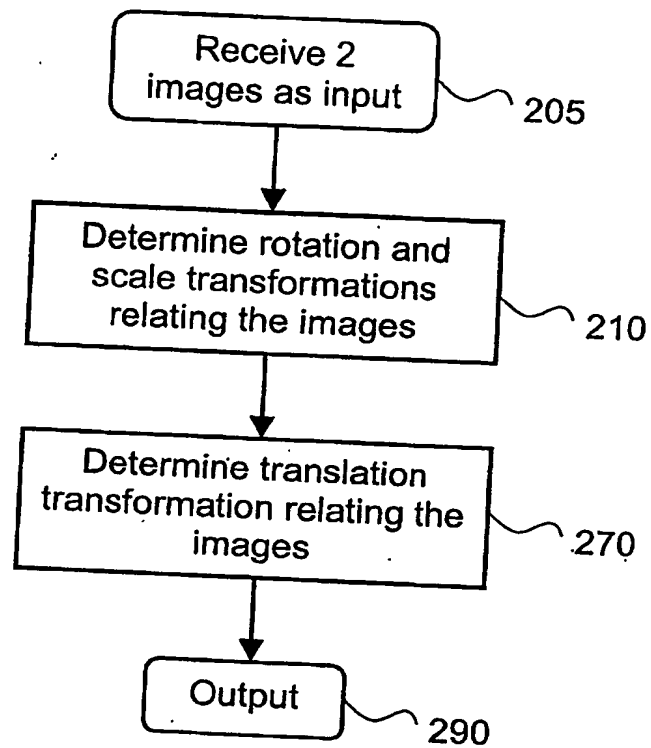 Receive 2
images as input
205
Determine rotation and
scale transformations
relating the images
210
Determine translation
transformation relating the
images
270
Output
290